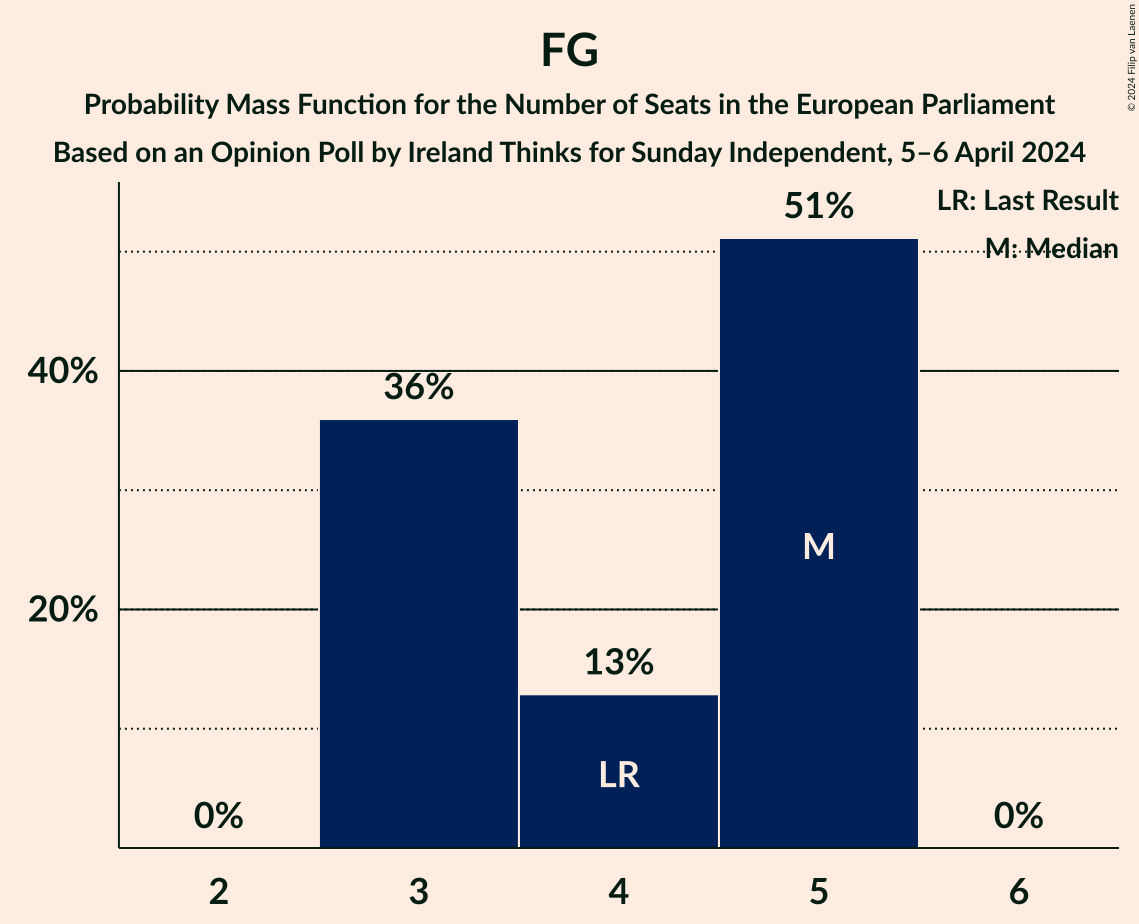 FG
Probability Mass Function for the Number of Seats in the European Parliament
Based on an Opinion Poll by Ireland Thinks for Sunday Independent, 5–6 April 2024
© 2024 Filip van Laenen
LR: Last Result
M: Median
51%
40%
36%
M
20%
13%
LR
0%
0%
2
3
4
5
6